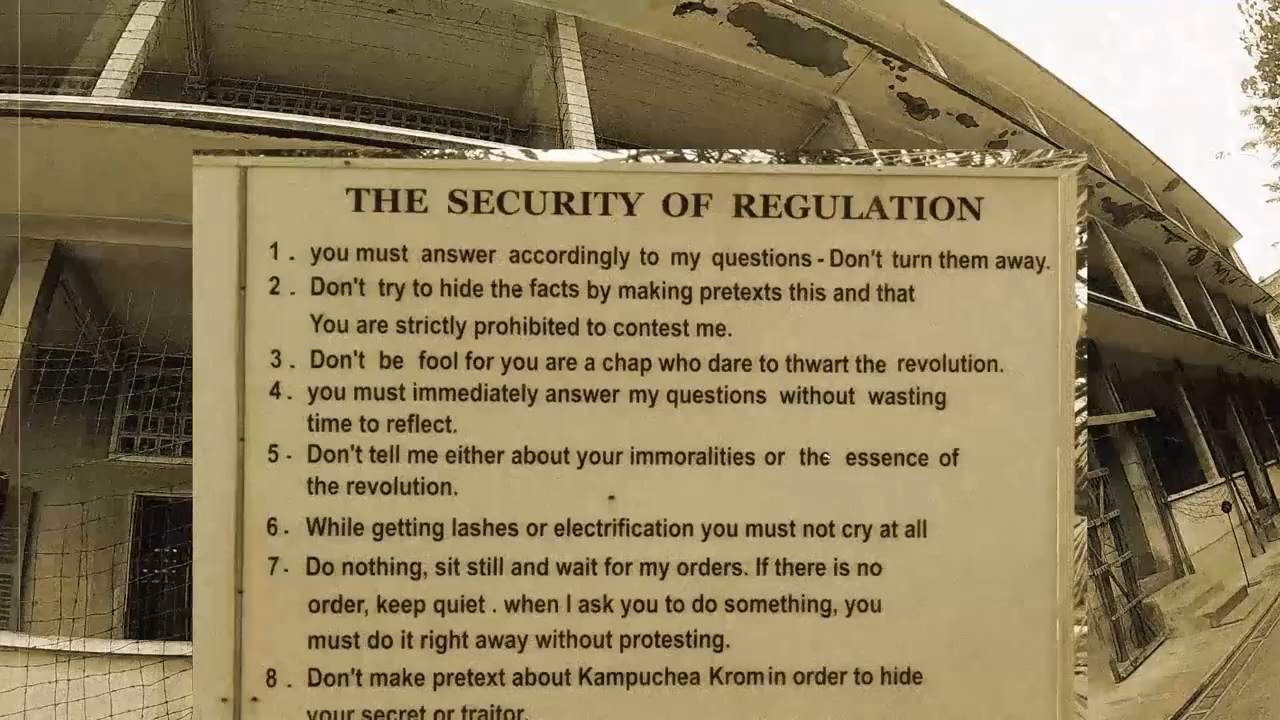 THE SECURITY OF REGULATION
1. you must answer accordingly to my questions - Don't turn them away.
2. Don't try to hide the facts by making pretexts this and that
You are strictly prohibited to contest me.
3. Don't be fool for you are a chap who dare to thwart the revolution.
4. you must immediately answer my questions without wasting
time to reflect.
5- Don't tell me either about your immoralities or the essence of
the revolution.
6- While getting lashes or electrification you must not cry at all
7- Do nothing, sit still and wait for my orders. If there is no
order, keep quiet . when I ask you to do something, you
must do it right away without protesting.
8 . Don't make pretext about Kampuchea Krom in order to hide
your secret or traitor.